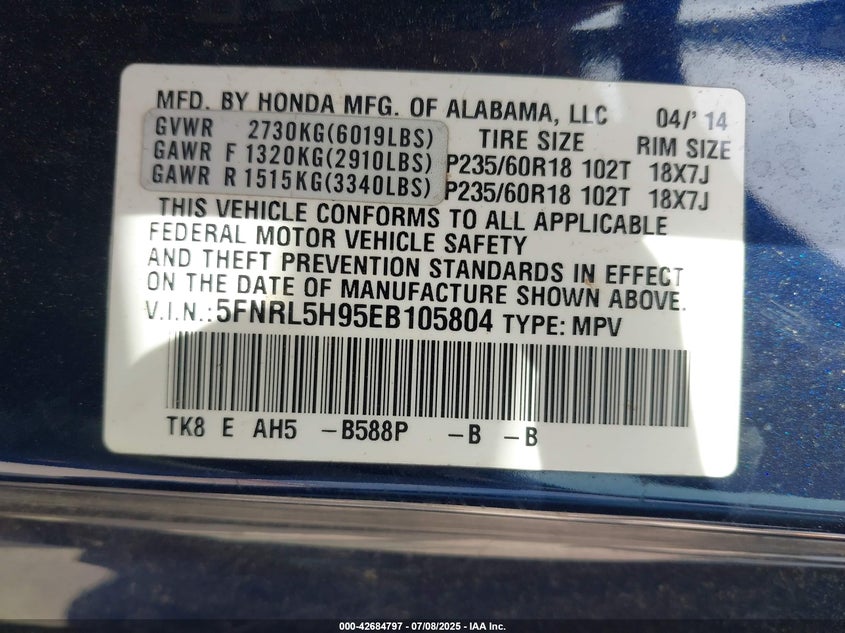 MFD. BY HONDA MFG. OF ALABAMA, LLC 04/' 14
GVWR 2730KG(6019LBS) TIRE SIZE RIM SIZE
GAWR F 1320KG(2910LBS) P235/60R18 102T 18X7J
GAWR R 1515KG(3340LBS) P235/60R18 102T 18X7J
THIS VEHICLE CONFORMS TO ALL APPLICABLE
FEDERAL MOTOR VEHICLE SAFETY
AND THEFT PREVENTION STANDARDS IN EFFECT
ON THE DATE OF MANUFACTURE SHOWN ABOVE.
V.I.N.: 5FNRL5H95EB105804 TYPE: MPV
TK8 E AH5 -B588P -B -B
000-42684797 - 07/08/2025 - IAA Inc.